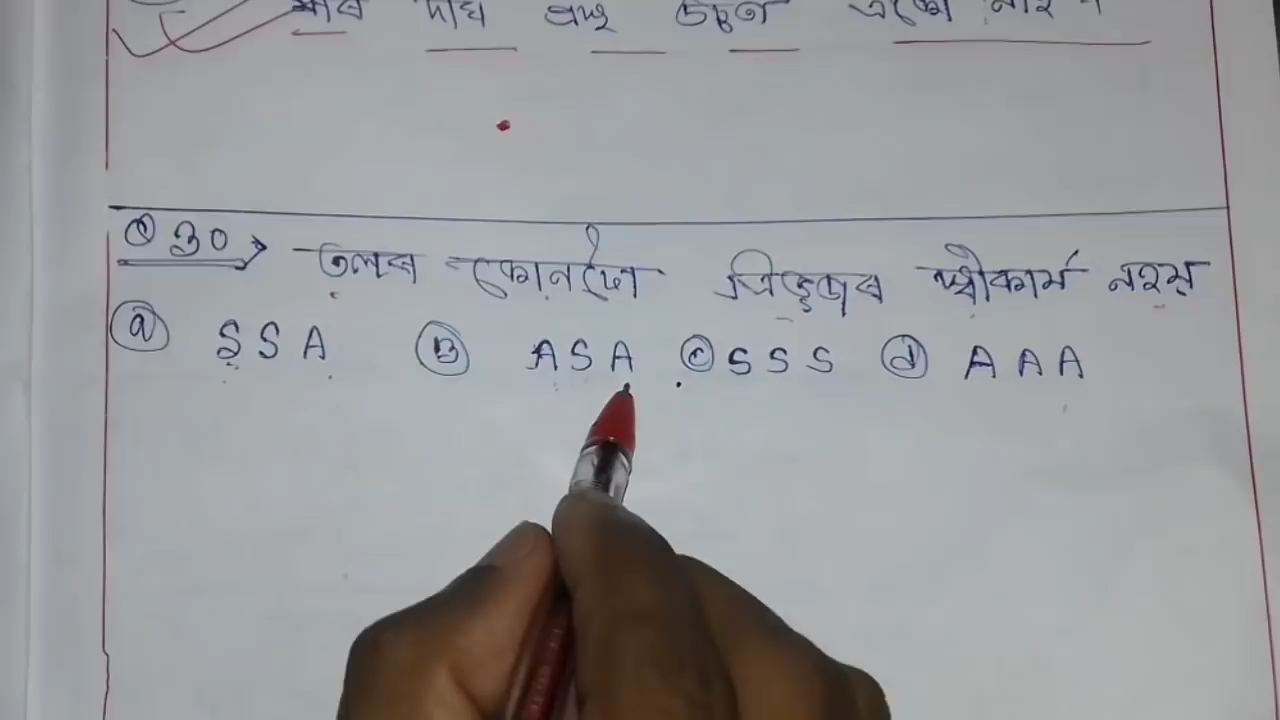 Q 30 → তলৰ কোনটো ত্ৰিভুজৰ স্বীকাৰ্য নহয়
ⓐ SSA Ⓑ ASA ⓒ SSS ⓓ AAA